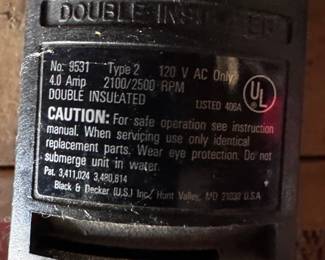 DOUBLE INSULATED
No. 9531 Type 2 120 V AC Only
4.0 Amp 2100/2500 RPM
DOUBLE INSULATED
UL
LISTED 406A
CAUTION: For safe operation see instruction
manual. When servicing use only identical
replacement parts. Wear eye protection. Do not
submerge unit in water.
Pat. 3,411,024 3,480,814
Black & Decker (U.S.) Inc./ Hunt Valley, MD 21030 U.S.A